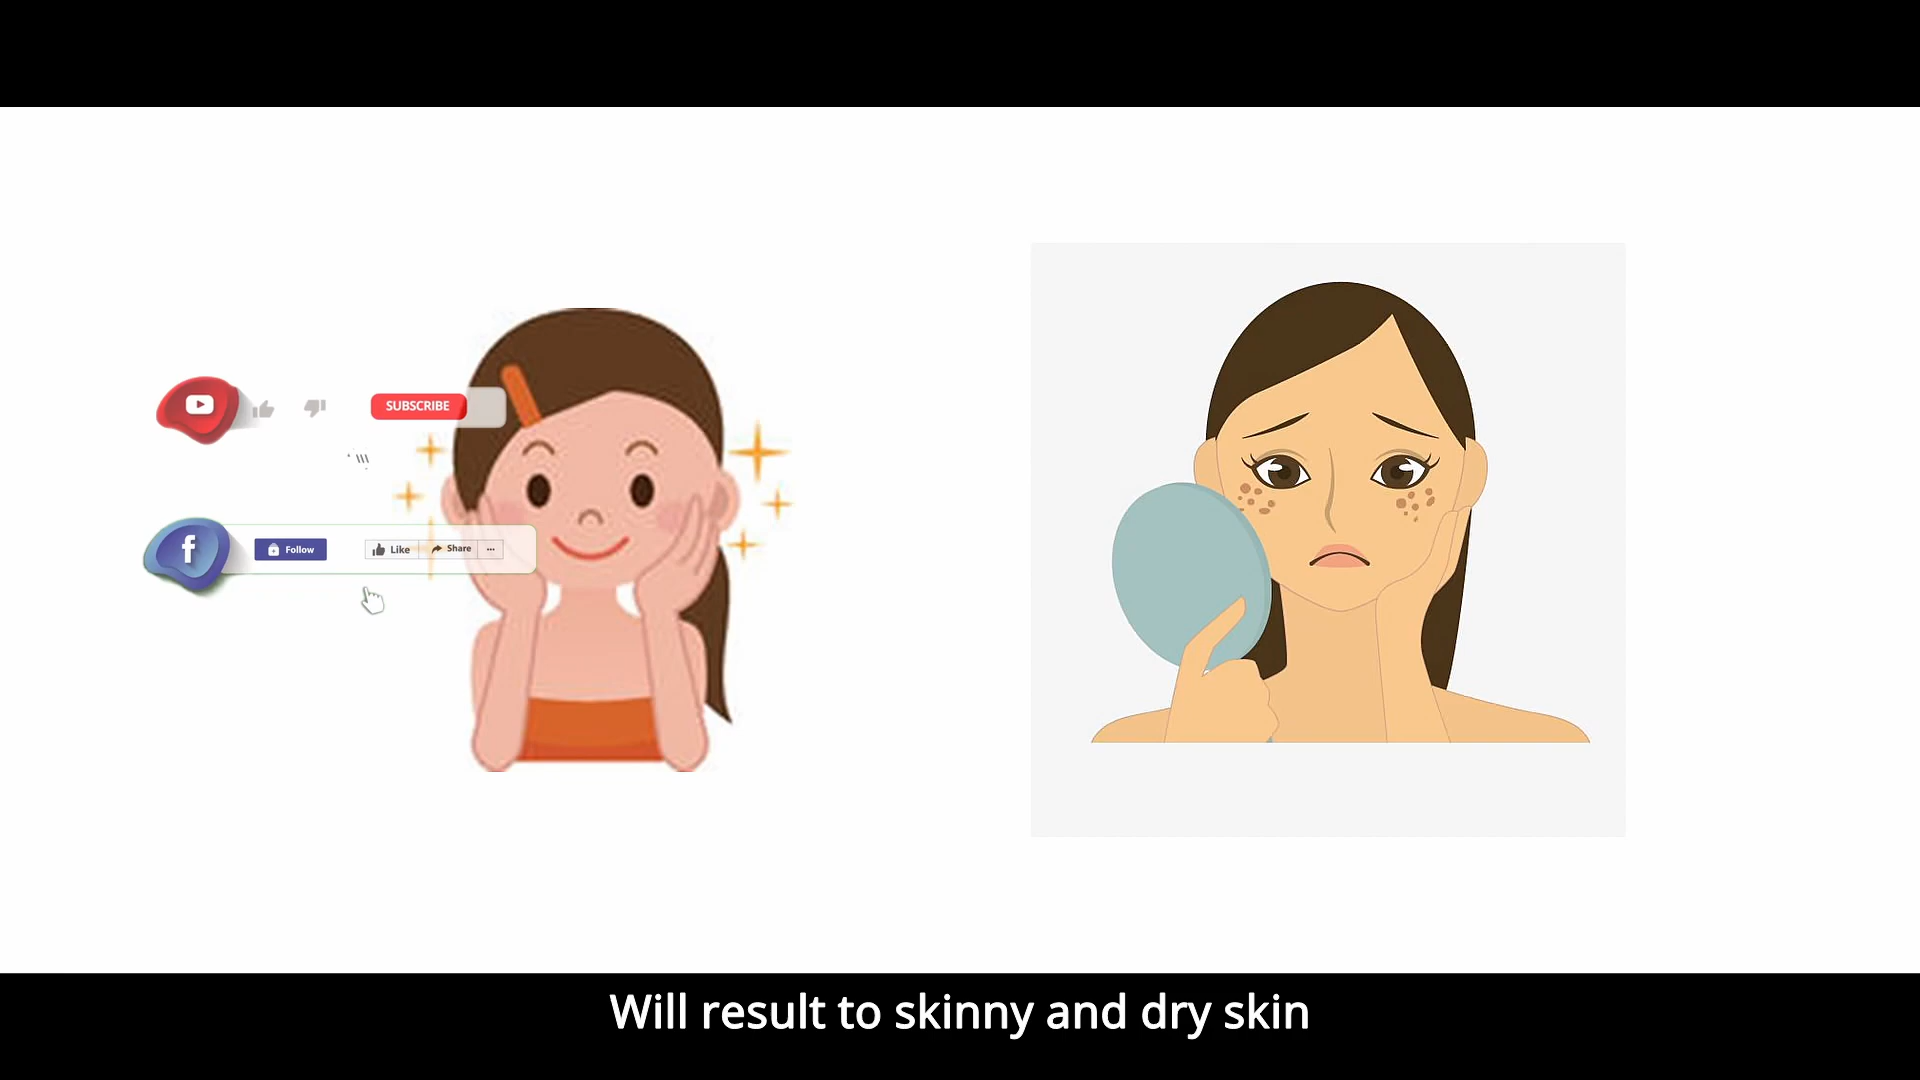 SUBSCRIBE
f
Follow
Like Share ...
Will result to skinny and dry skin